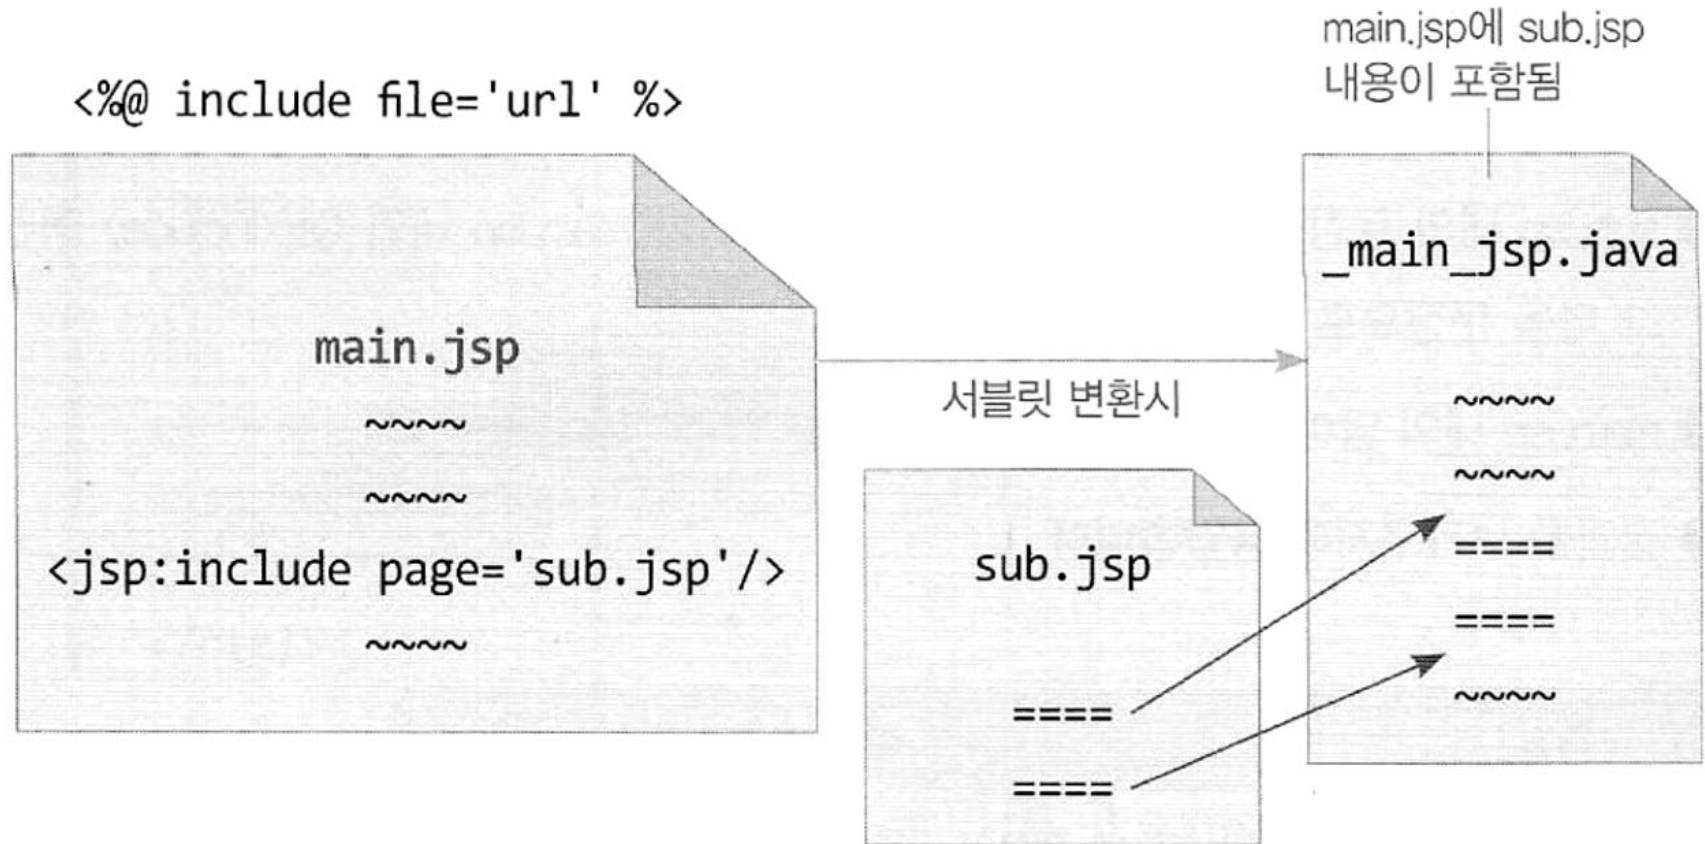 <%@ include file='url' %>
main.jsp에 sub.jsp
내용이 포함됨
main.jsp
~~~~
~~~~
<jsp:include page='sub.jsp'/>
~~~~
서블릿 변환시
sub.jsp
====
====
_main_jsp.java
~~~~
~~~~
====
====
~~~~